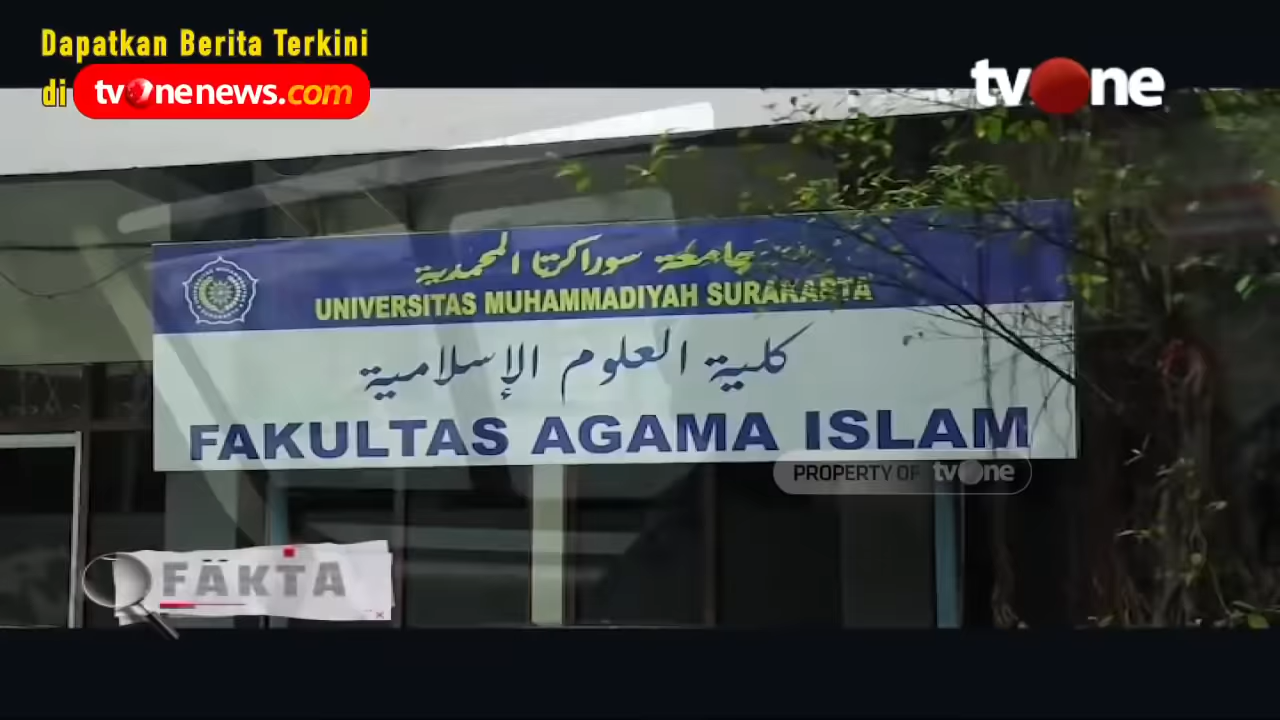 Dapatkan Berita Terkini
di tvonenews.com
tvOne
جامعة سوراكرتا المحمدية
UNIVERSITAS MUHAMMADIYAH SURAKARTA
كلية العلوم الإسلامية
FAKULTAS AGAMA ISLAM
PROPERTY OF tvOne
FAKTA